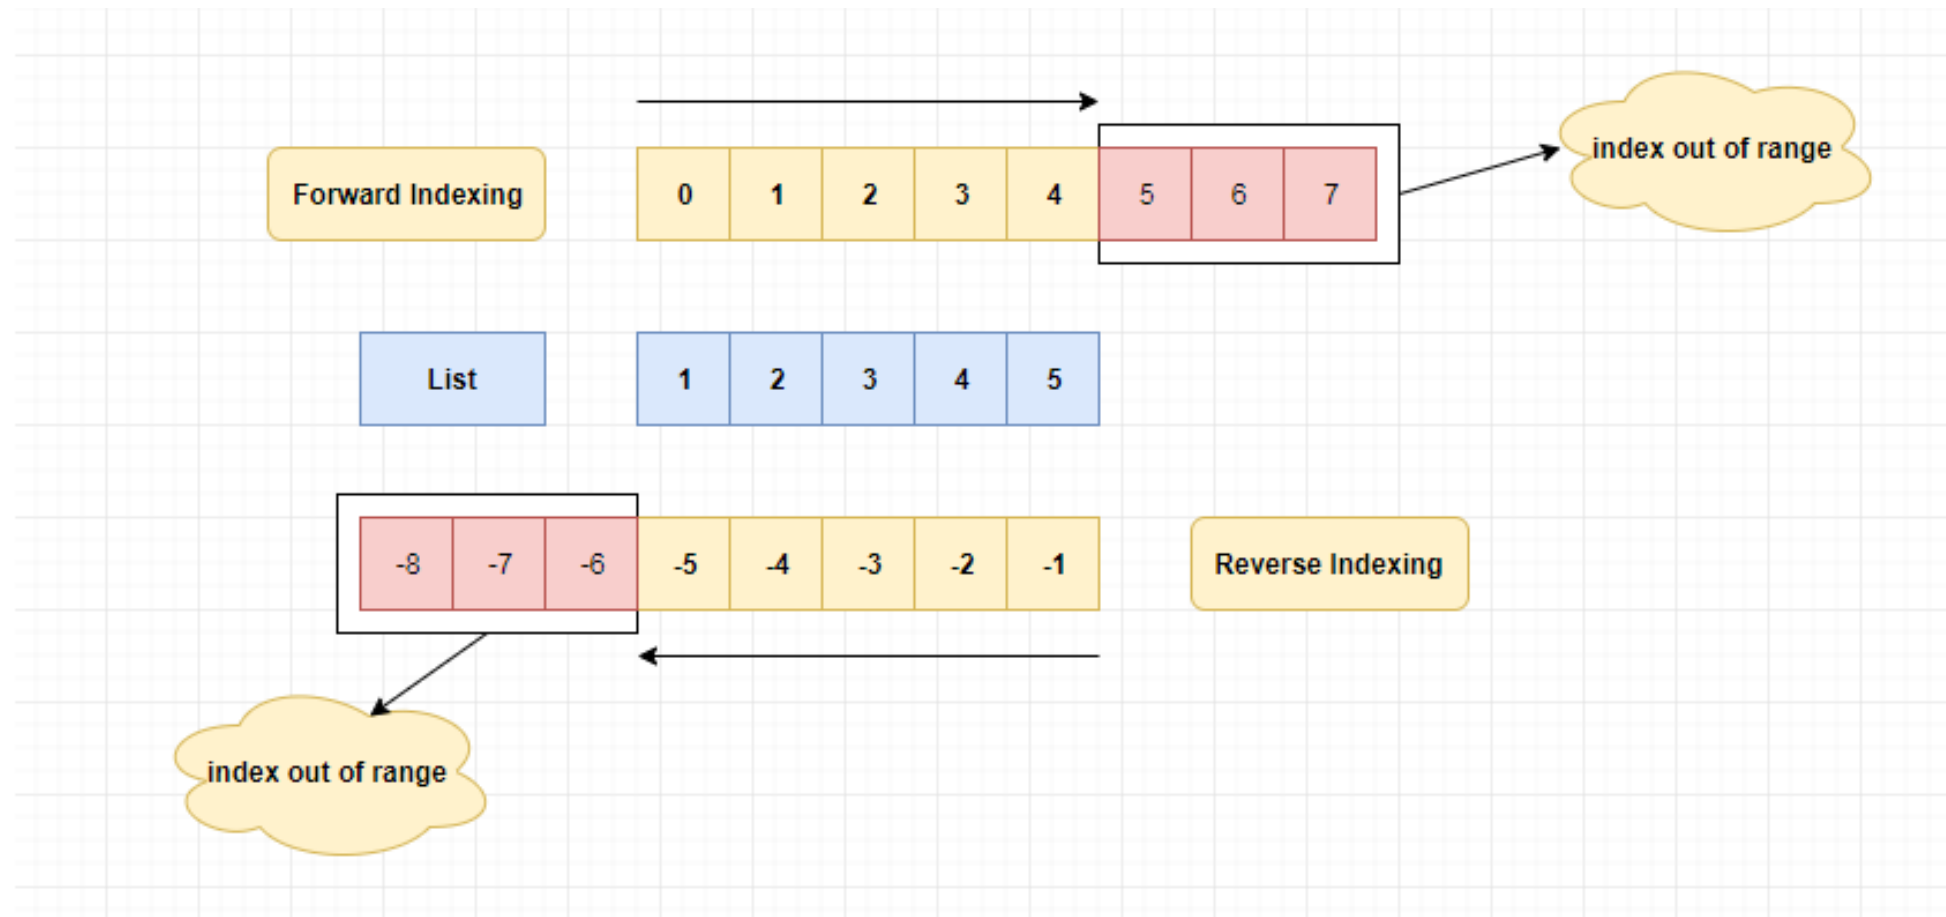 index out of range
Forward Indexing
0 1 2 3 4 5 6 7
List
1 2 3 4 5
-8 -7 -6 -5 -4 -3 -2 -1
Reverse Indexing
index out of range